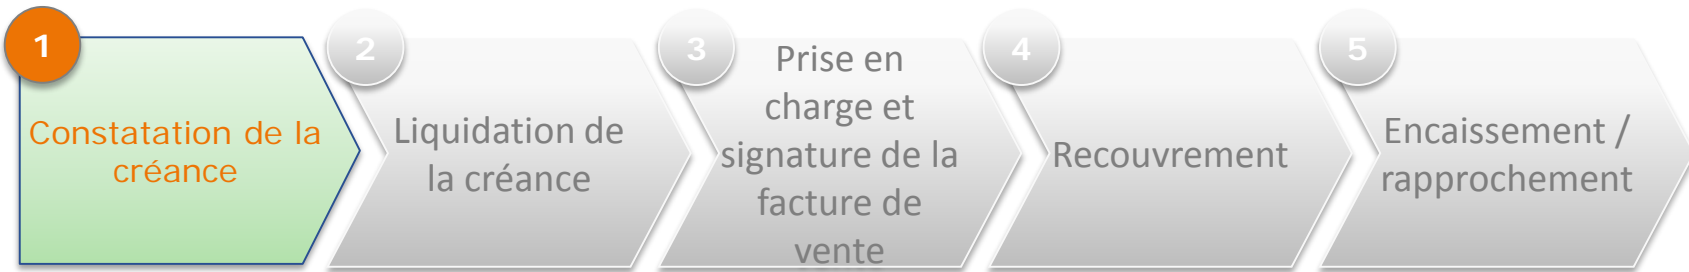 1
Constatation de la
créance
2
Liquidation de
la créance
3
Prise en
charge et
signature de la
facture de
vente
4
Recouvrement
5
Encaissement /
rapprochement